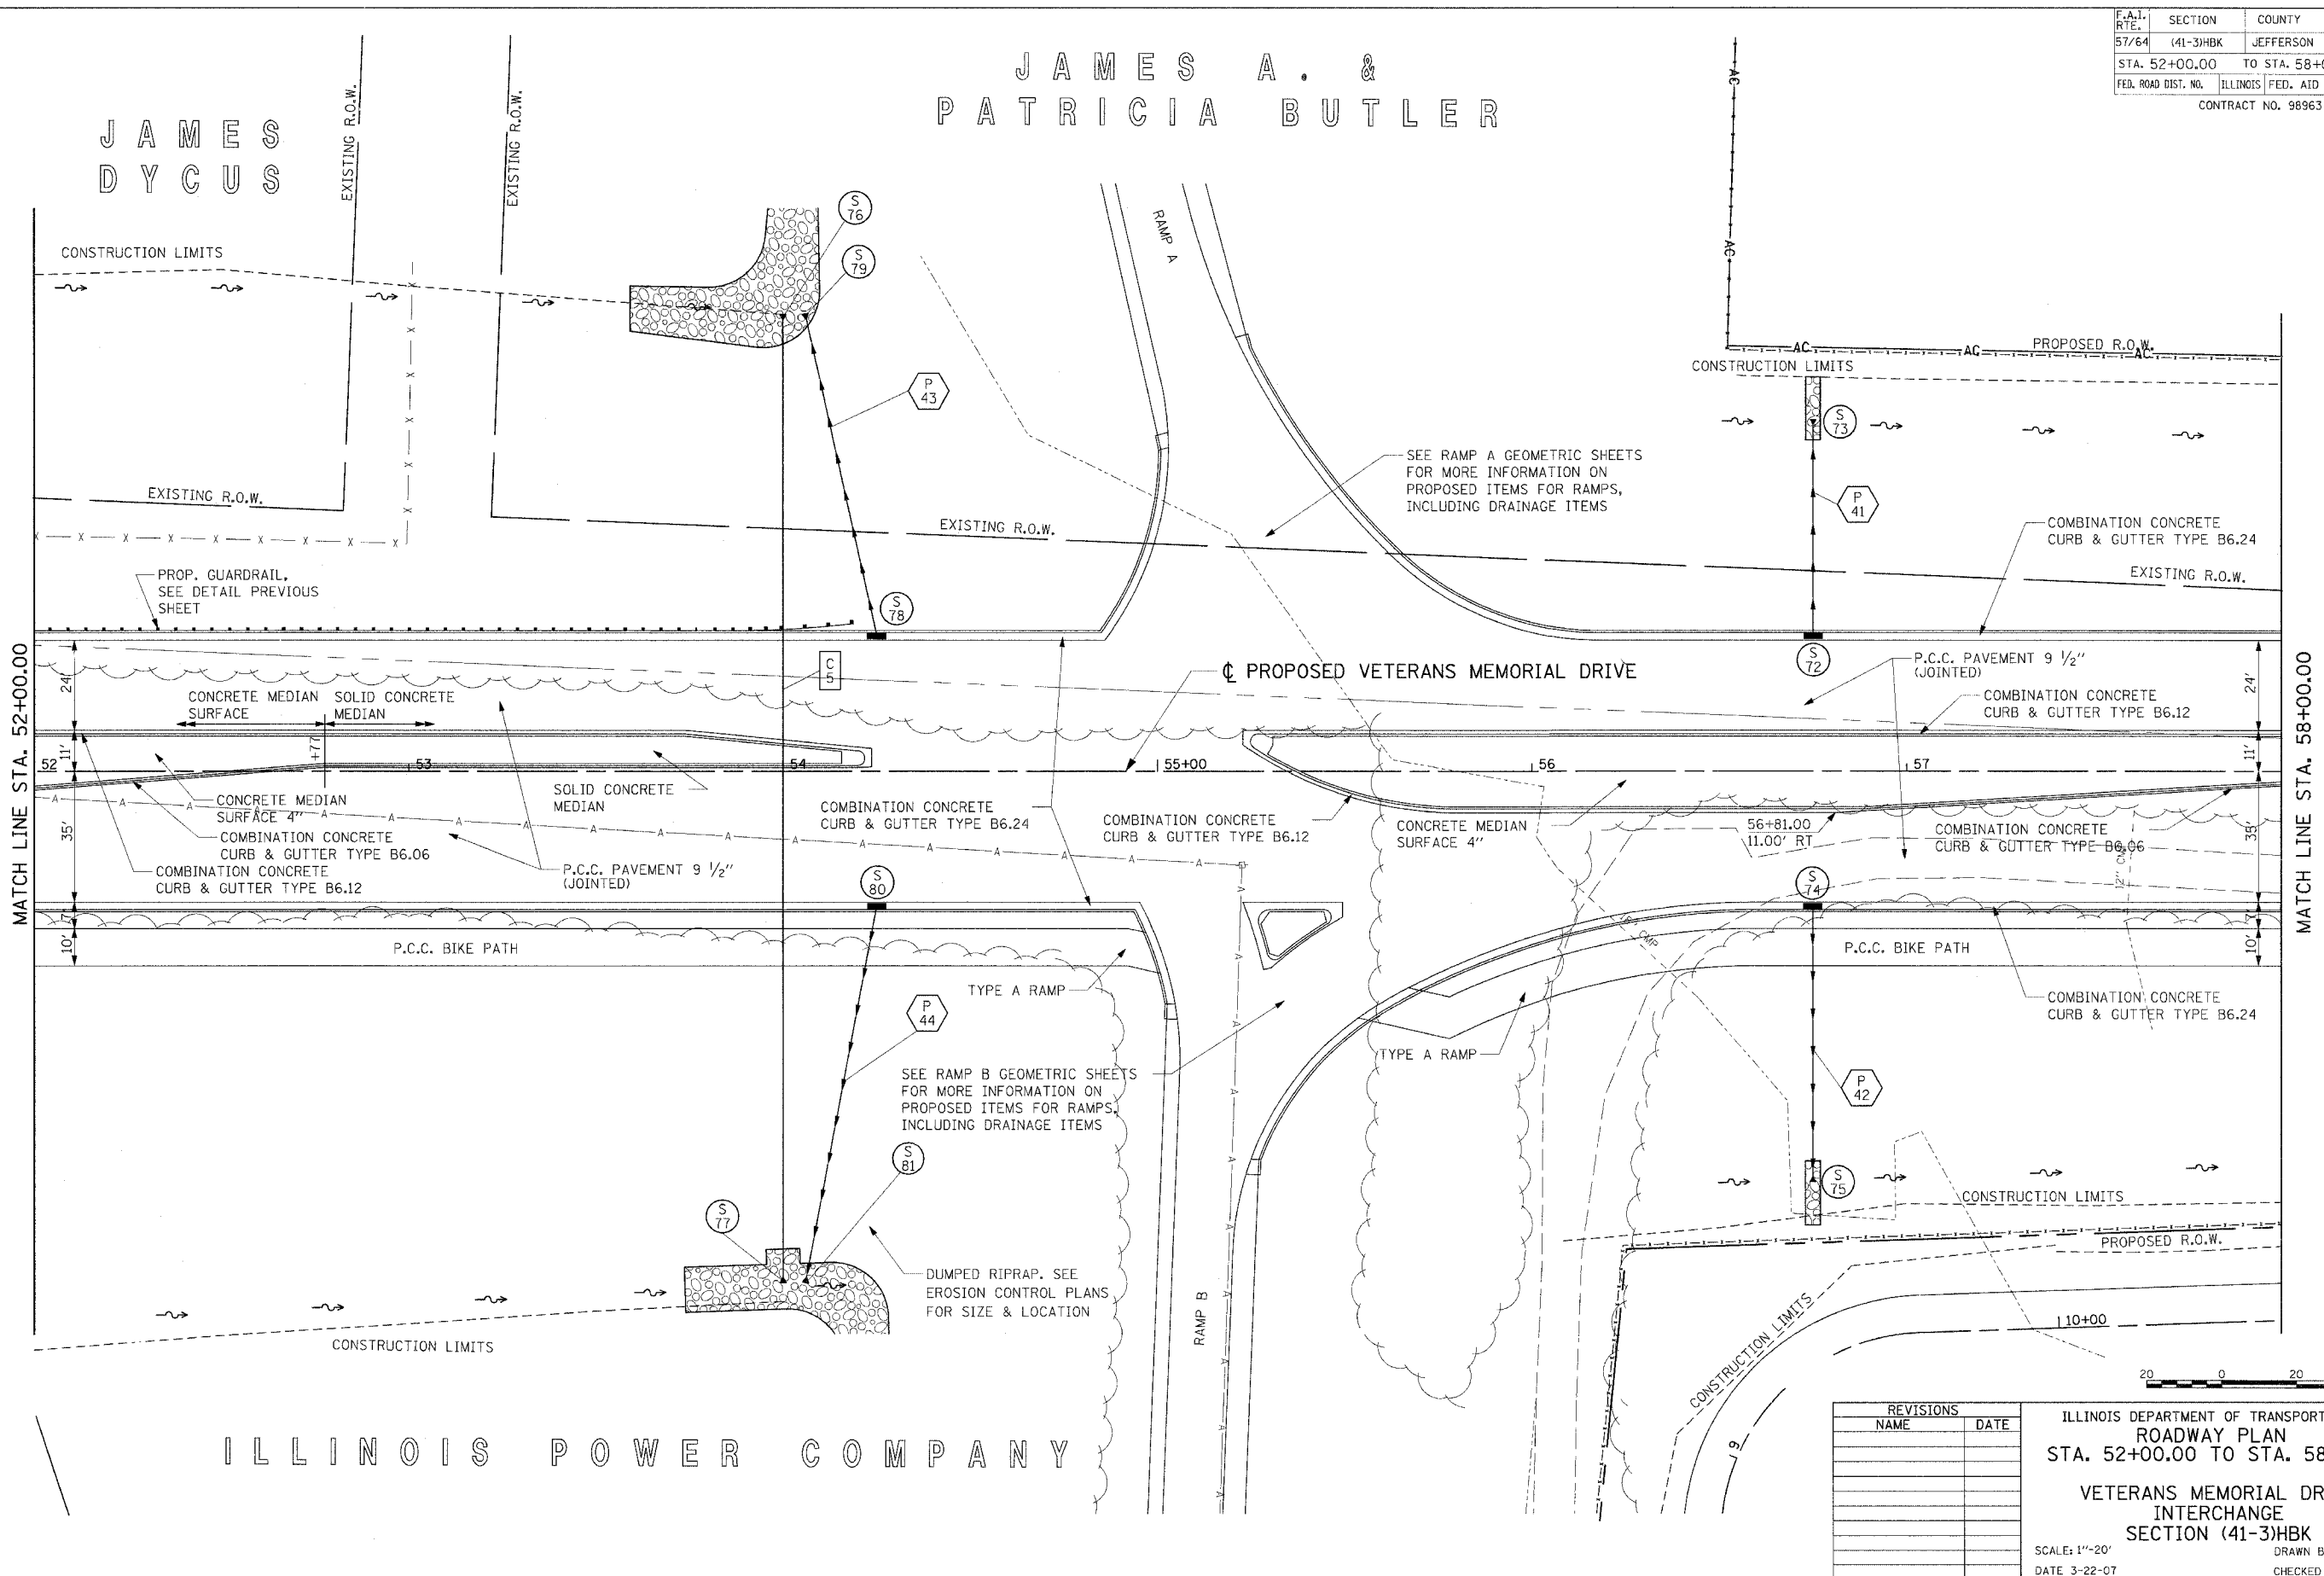 F.A.I. RTE. SECTION COUNTY
57/64 (41-3)HBK JEFFERSON
STA. 52+00.00 TO STA. 58+
FED. ROAD DIST. NO. ILLINOIS FED. AID
CONTRACT NO. 98963
JAMES A. &
PATRICIA BUTLER
JAMES
DYCUS
EXISTING R.O.W.
EXISTING R.O.W.
AC
AC
RAMP A
S 76
S 79
CONSTRUCTION LIMITS
PROPOSED R.O.W.
AC AC AC
CONSTRUCTION LIMITS
P 43
S 73
SEE RAMP A GEOMETRIC SHEETS
FOR MORE INFORMATION ON
PROPOSED ITEMS FOR RAMPS,
INCLUDING DRAINAGE ITEMS
P 41
EXISTING R.O.W.
EXISTING R.O.W.
COMBINATION CONCRETE
CURB & GUTTER TYPE B6.24
EXISTING R.O.W.
PROP. GUARDRAIL,
SEE DETAIL PREVIOUS
SHEET
S 78
S 72
C 5
℄ PROPOSED VETERANS MEMORIAL DRIVE
P.C.C. PAVEMENT 9 1/2"
(JOINTED)
COMBINATION CONCRETE
CURB & GUTTER TYPE B6.12
MATCH LINE STA. 52+00.00
MATCH LINE STA. 58+00.00
24'
11'
35'
7'
10'
24'
11'
35'
7'
10'
CONCRETE MEDIAN
SURFACE
SOLID CONCRETE
MEDIAN
+77
52 53 54 55+00 56 57
CONCRETE MEDIAN
SURFACE 4"
COMBINATION CONCRETE
CURB & GUTTER TYPE B6.06
COMBINATION CONCRETE
CURB & GUTTER TYPE B6.12
SOLID CONCRETE
MEDIAN
P.C.C. PAVEMENT 9 1/2"
(JOINTED)
COMBINATION CONCRETE
CURB & GUTTER TYPE B6.24
COMBINATION CONCRETE
CURB & GUTTER TYPE B6.12
CONCRETE MEDIAN
SURFACE 4"
56+81.00
11.00' RT
COMBINATION CONCRETE
CURB & GUTTER TYPE B6.06
S 80
S 74
P.C.C. BIKE PATH
P.C.C. BIKE PATH
TYPE A RAMP
TYPE A RAMP
COMBINATION CONCRETE
CURB & GUTTER TYPE B6.24
P 44
SEE RAMP B GEOMETRIC SHEETS
FOR MORE INFORMATION ON
PROPOSED ITEMS FOR RAMPS,
INCLUDING DRAINAGE ITEMS
P 42
S 81
S 77
S 75
CONSTRUCTION LIMITS
PROPOSED R.O.W.
DUMPED RIPRAP. SEE
EROSION CONTROL PLANS
FOR SIZE & LOCATION
RAMP B
CONSTRUCTION LIMITS
CONSTRUCTION LIMITS
10+00
9
20 0 20
ILLINOIS POWER COMPANY
REVISIONS
NAME DATE
ILLINOIS DEPARTMENT OF TRANSPORT
ROADWAY PLAN
STA. 52+00.00 TO STA. 58
VETERANS MEMORIAL DR
INTERCHANGE
SECTION (41-3)HBK
SCALE: 1"-20' DRAWN B
DATE 3-22-07 CHECKED